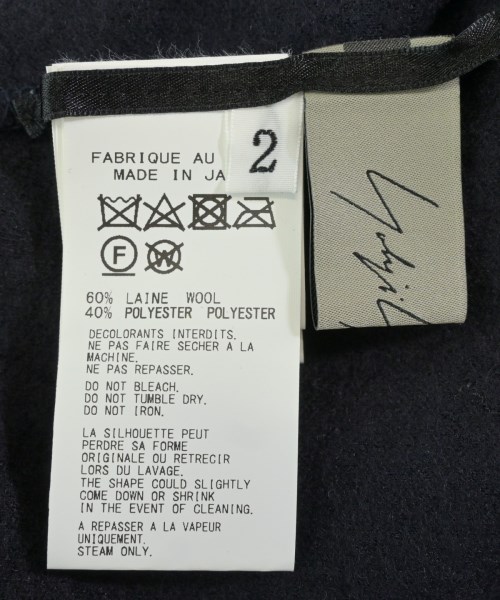 2
FABRIQUE AU
MADE IN JA
F
W
60% LAINE WOOL
40% POLYESTER POLYESTER
DECOLORANTS INTERDITS.
NE PAS FAIRE SECHER A LA
MACHINE.
NE PAS REPASSER.
DO NOT BLEACH.
DO NOT TUMBLE DRY.
DO NOT IRON.
LA SILHOUETTE PEUT
PERDRE SA FORME
ORIGINALE OU RETRECIR
LORS DU LAVAGE.
THE SHAPE COULD SLIGHTLY
COME DOWN OR SHRINK
IN THE EVENT OF CLEANING.
A REPASSER A LA VAPEUR
UNIQUEMENT.
STEAM ONLY.